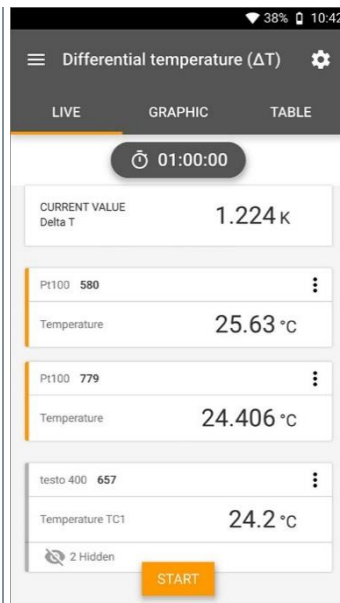 38% 10:42
Differential temperature (ΔT)
LIVE GRAPHIC TABLE
01:00:00
CURRENT VALUE
Delta T
1.224 K
Pt100 580
Temperature 25.63 °C
Pt100 779
Temperature 24.406 °C
testo 400 657
Temperature TC1 24.2 °C
2 Hidden
START